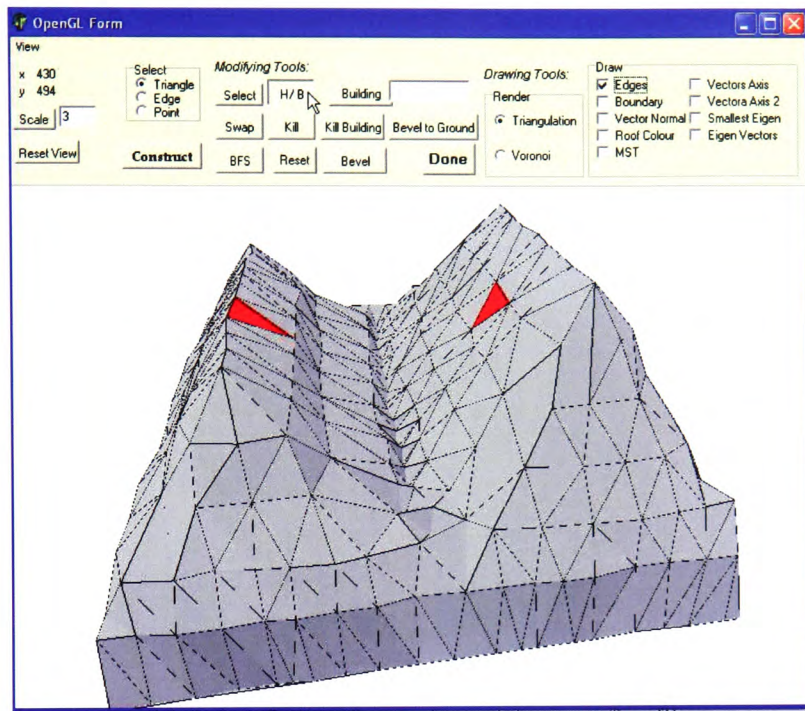 OpenGL Form
View
x 430
y 494
Scale 3
Reset View
Select
Triangle
Edge
Point
Construct
Modifying Tools:
Select H / B Building
Swap Kill Kill Building Bevel to Ground
BFS Reset Bevel Done
Drawing Tools:
Render
Triangulation
Voronoi
Draw
Edges
Boundary
Vector Normal
Roof Colour
MST
Vectors Axis
Vectora Axis 2
Smallest Eigen
Eigen Vectors